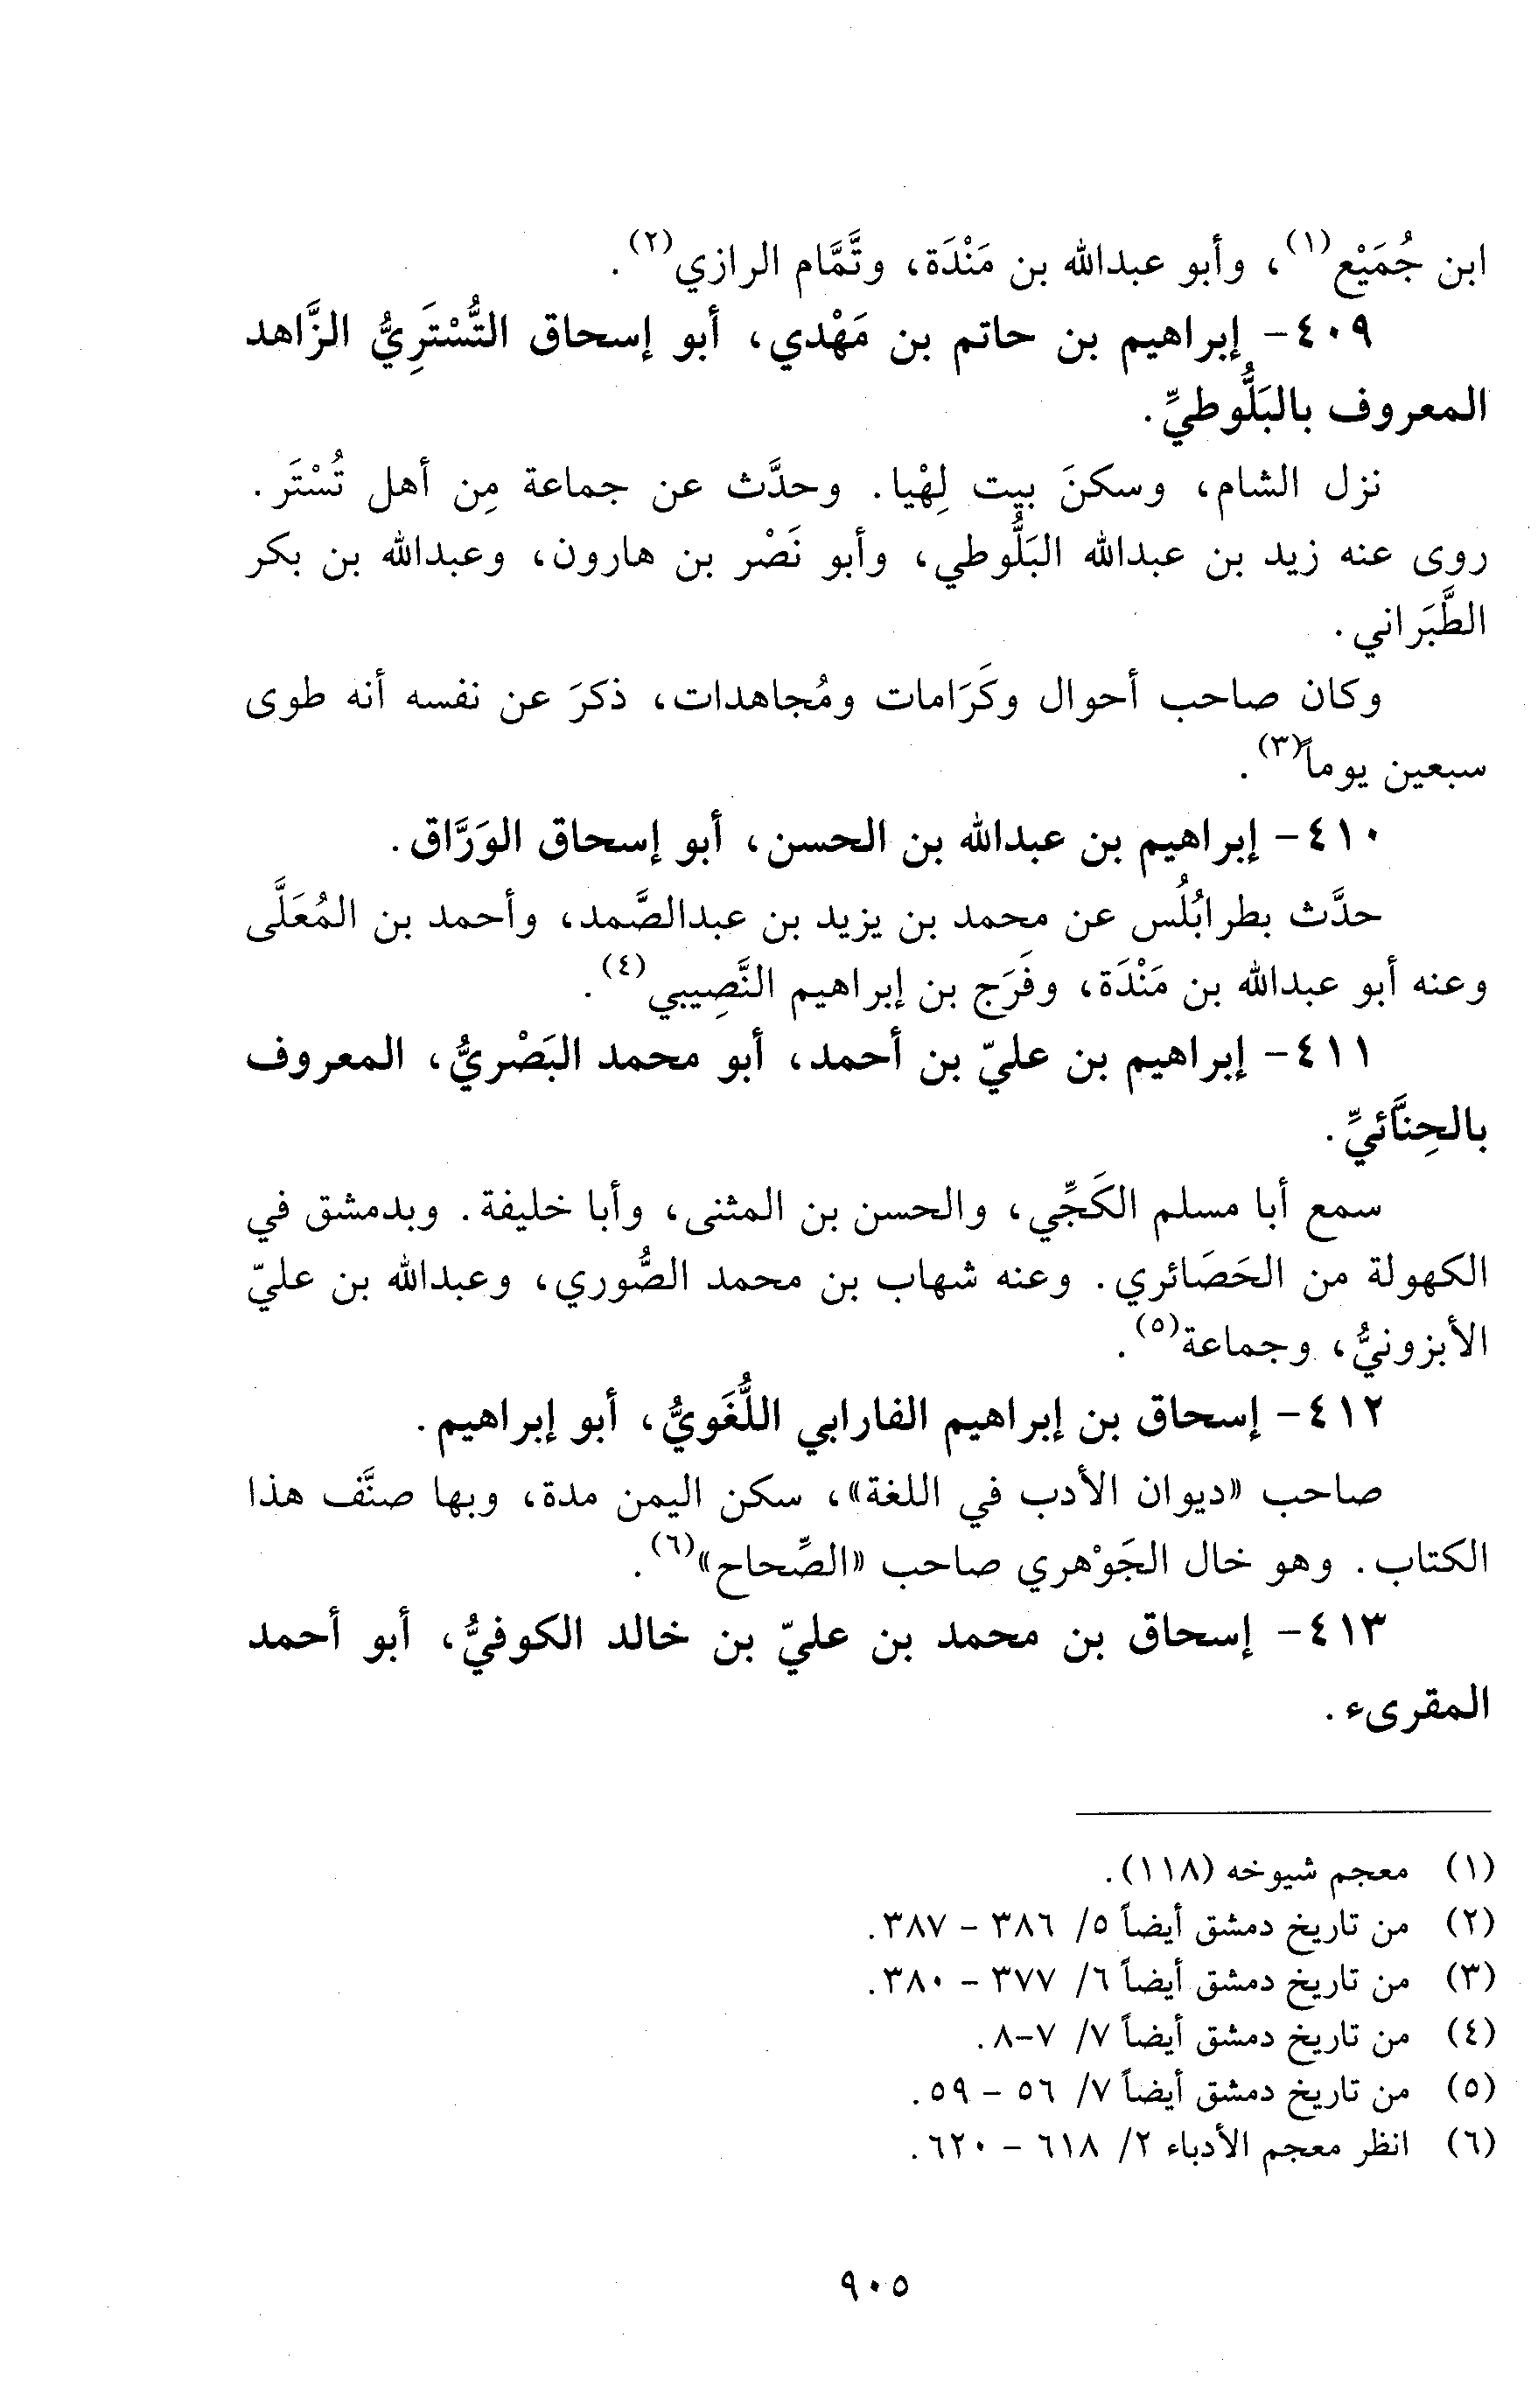 ابن جُمَيْع(١)، وأبو عبدالله بن مَنْدَة، وتَّمَّام الرازي(٢).
٤٠٩- إبراهيم بن حاتم بن مَهْدي، أبو إسحاق التُّسْتَرِيُّ الزَّاهد
المعروف بالبَلُّوطيِّ.
نزل الشام، وسكنَ بيت لِهْيا. وحدَّث عن جماعة مِن أهل تُسْتَر.
روى عنه زيد بن عبدالله البَلُّوطي، وأبو نَصْر بن هارون، وعبدالله بن بكر
الطَّبَراني.
وكان صاحب أحوال وكَرَامات ومُجاهدات، ذكرَ عن نفسه أنه طوى
سبعين يوماً(٣).
٤١٠- إبراهيم بن عبدالله بن الحسن، أبو إسحاق الوَرَّاق.
حدَّث بطرابُلُس عن محمد بن يزيد بن عبدالصَّمد، وأحمد بن المُعَلَّى
وعنه أبو عبدالله بن مَنْدَة، وفَرَج بن إبراهيم النَّصِيبي(٤).
٤١١- إبراهيم بن عليّ بن أحمد، أبو محمد البَصْريُّ، المعروف
بالحِنَّائيِّ.
سمع أبا مسلم الكَجِّي، والحسن بن المثنى، وأبا خليفة. وبدمشق في
الكهولة من الحَصَائري. وعنه شهاب بن محمد الصُّوري، وعبدالله بن عليّ
الأبزونيُّ، وجماعة(٥).
٤١٢- إسحاق بن إبراهيم الفارابي اللُّغَويُّ، أبو إبراهيم.
صاحب «ديوان الأدب في اللغة»، سكن اليمن مدة، وبها صنَّف هذا
الكتاب. وهو خال الجَوْهري صاحب «الصِّحاح»(٦).
٤١٣- إسحاق بن محمد بن عليّ بن خالد الكوفيُّ، أبو أحمد
المقرىء.
(١) معجم شيوخه (١١٨).
(٢) من تاريخ دمشق أيضاً ٥/ ٣٨٦ - ٣٨٧.
(٣) من تاريخ دمشق أيضاً ٦/ ٣٧٧ - ٣٨٠.
(٤) من تاريخ دمشق أيضاً ٧/ ٧-٨.
(٥) من تاريخ دمشق أيضاً ٧/ ٥٦ - ٥٩.
(٦) انظر معجم الأدباء ٢/ ٦١٨ - ٦٢٠.
٩٠٥